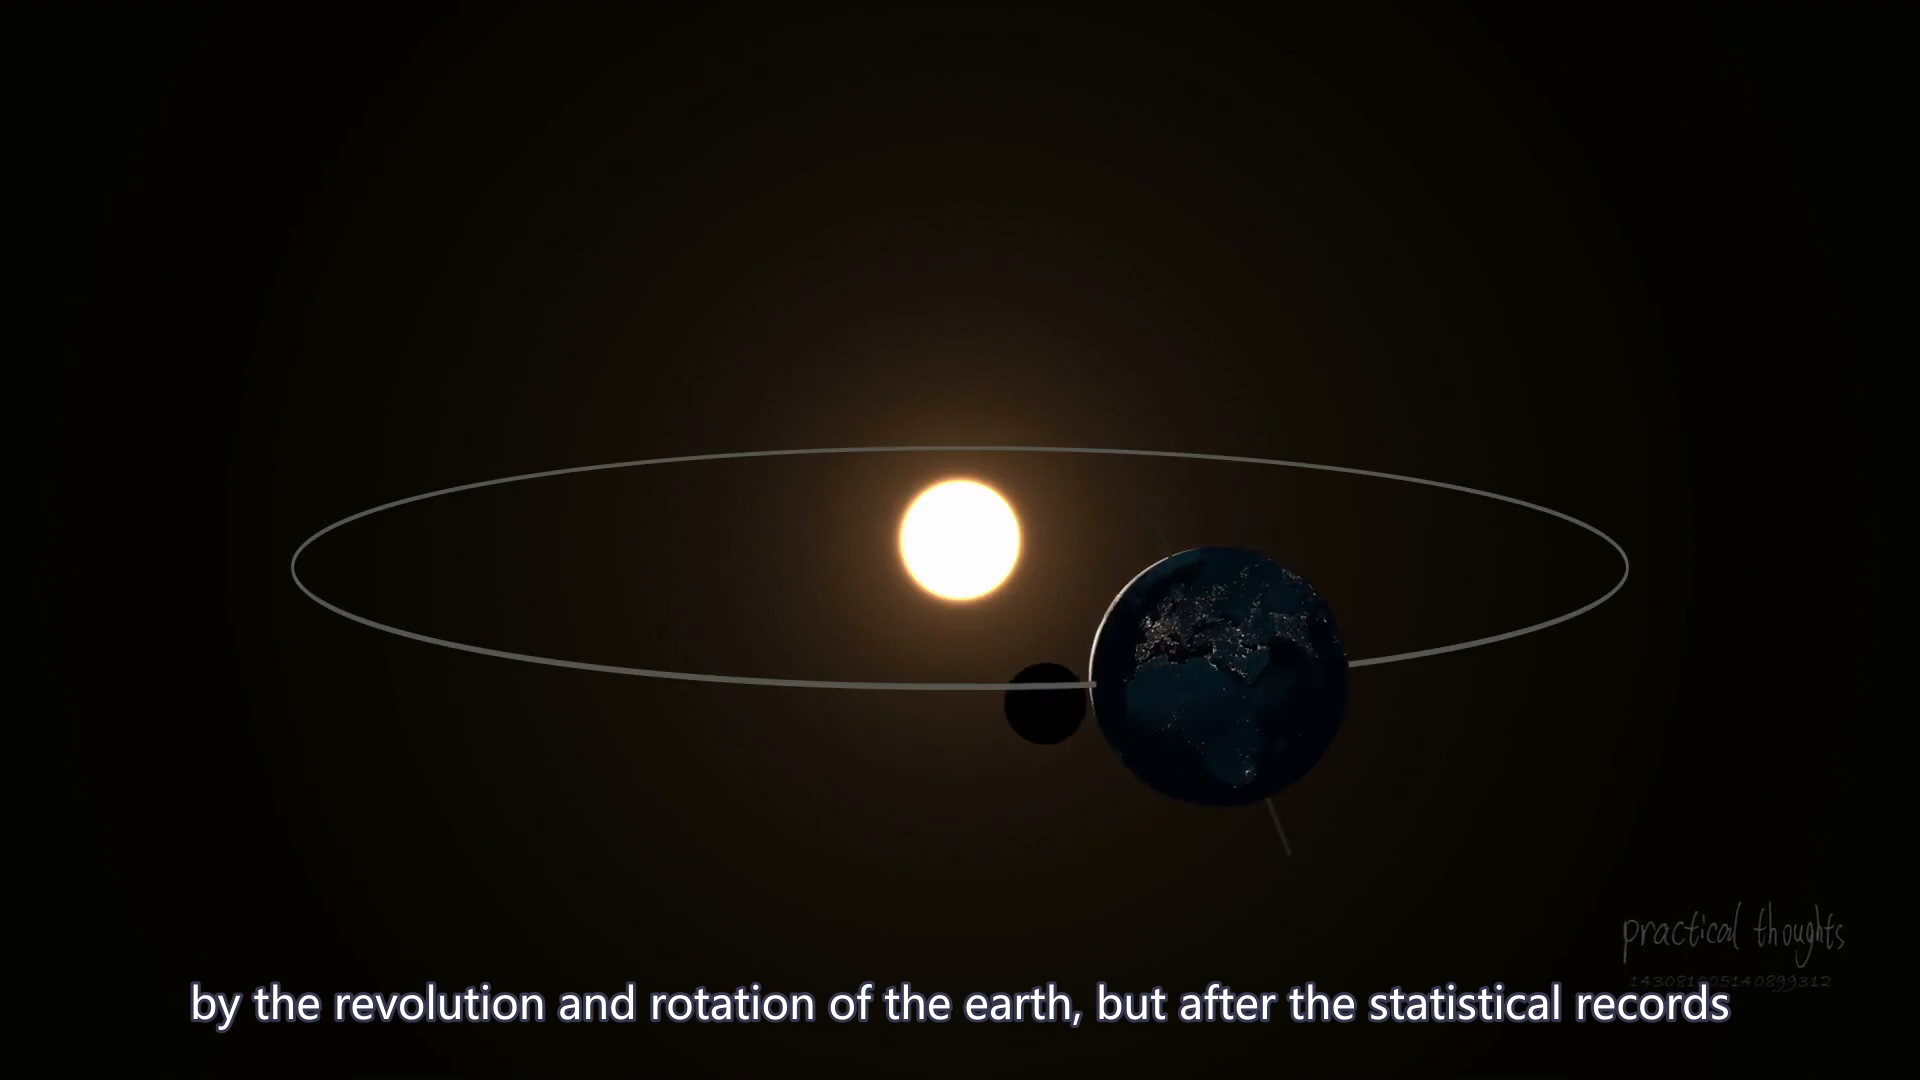 practical thoughts
by the revolution and rotation of the earth, but after the statistical records